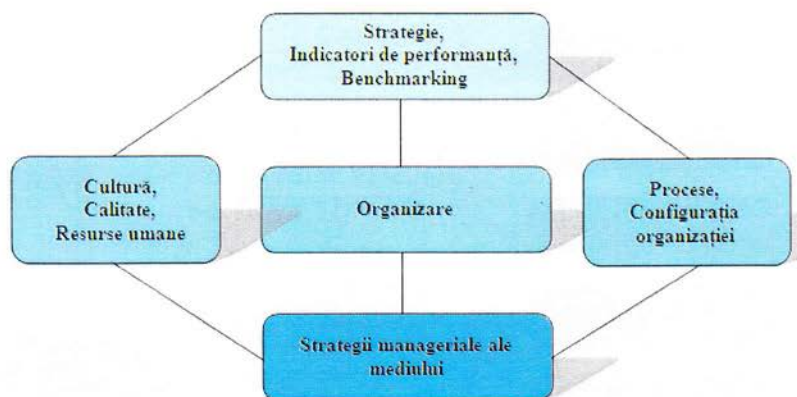 Strategie,
Indicatori de performanță,
Benchmarking
Cultură,
Calitate,
Resurse umane
Organizare
Procese,
Configurația
organizației
Strategii manageriale ale
mediului